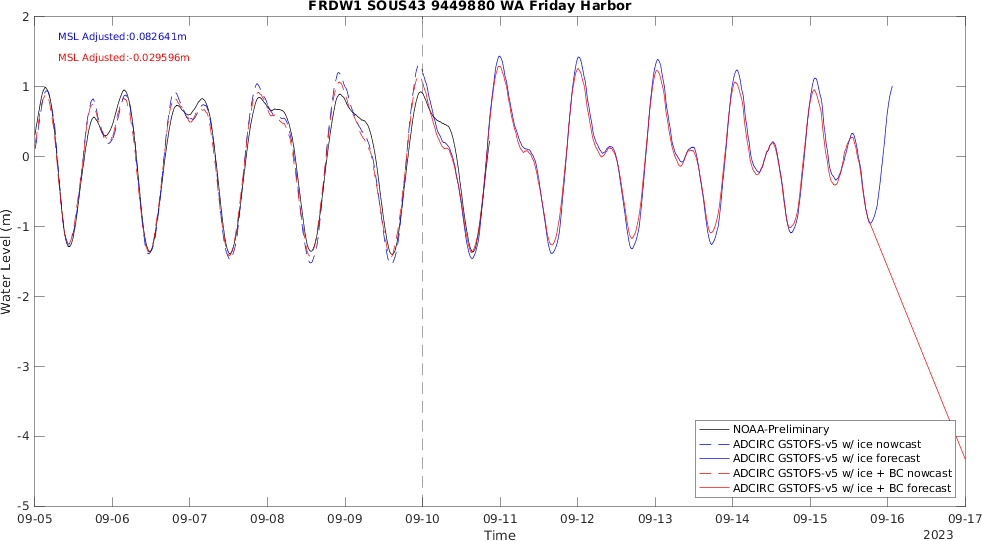 FRDW1 SOUS43 9449880 WA Friday Harbor
MSL Adjusted:0.082641m
MSL Adjusted:-0.029596m
Water Level (m)
2
1
0
-1
-2
-3
-4
-5
NOAA-Preliminary
ADCIRC GSTOFS-v5 w/ ice nowcast
ADCIRC GSTOFS-v5 w/ ice forecast
ADCIRC GSTOFS-v5 w/ ice + BC nowcast
ADCIRC GSTOFS-v5 w/ ice + BC forecast
09-05 09-06 09-07 09-08 09-09 09-10 09-11 09-12 09-13 09-14 09-15 09-16 09-17
Time
2023